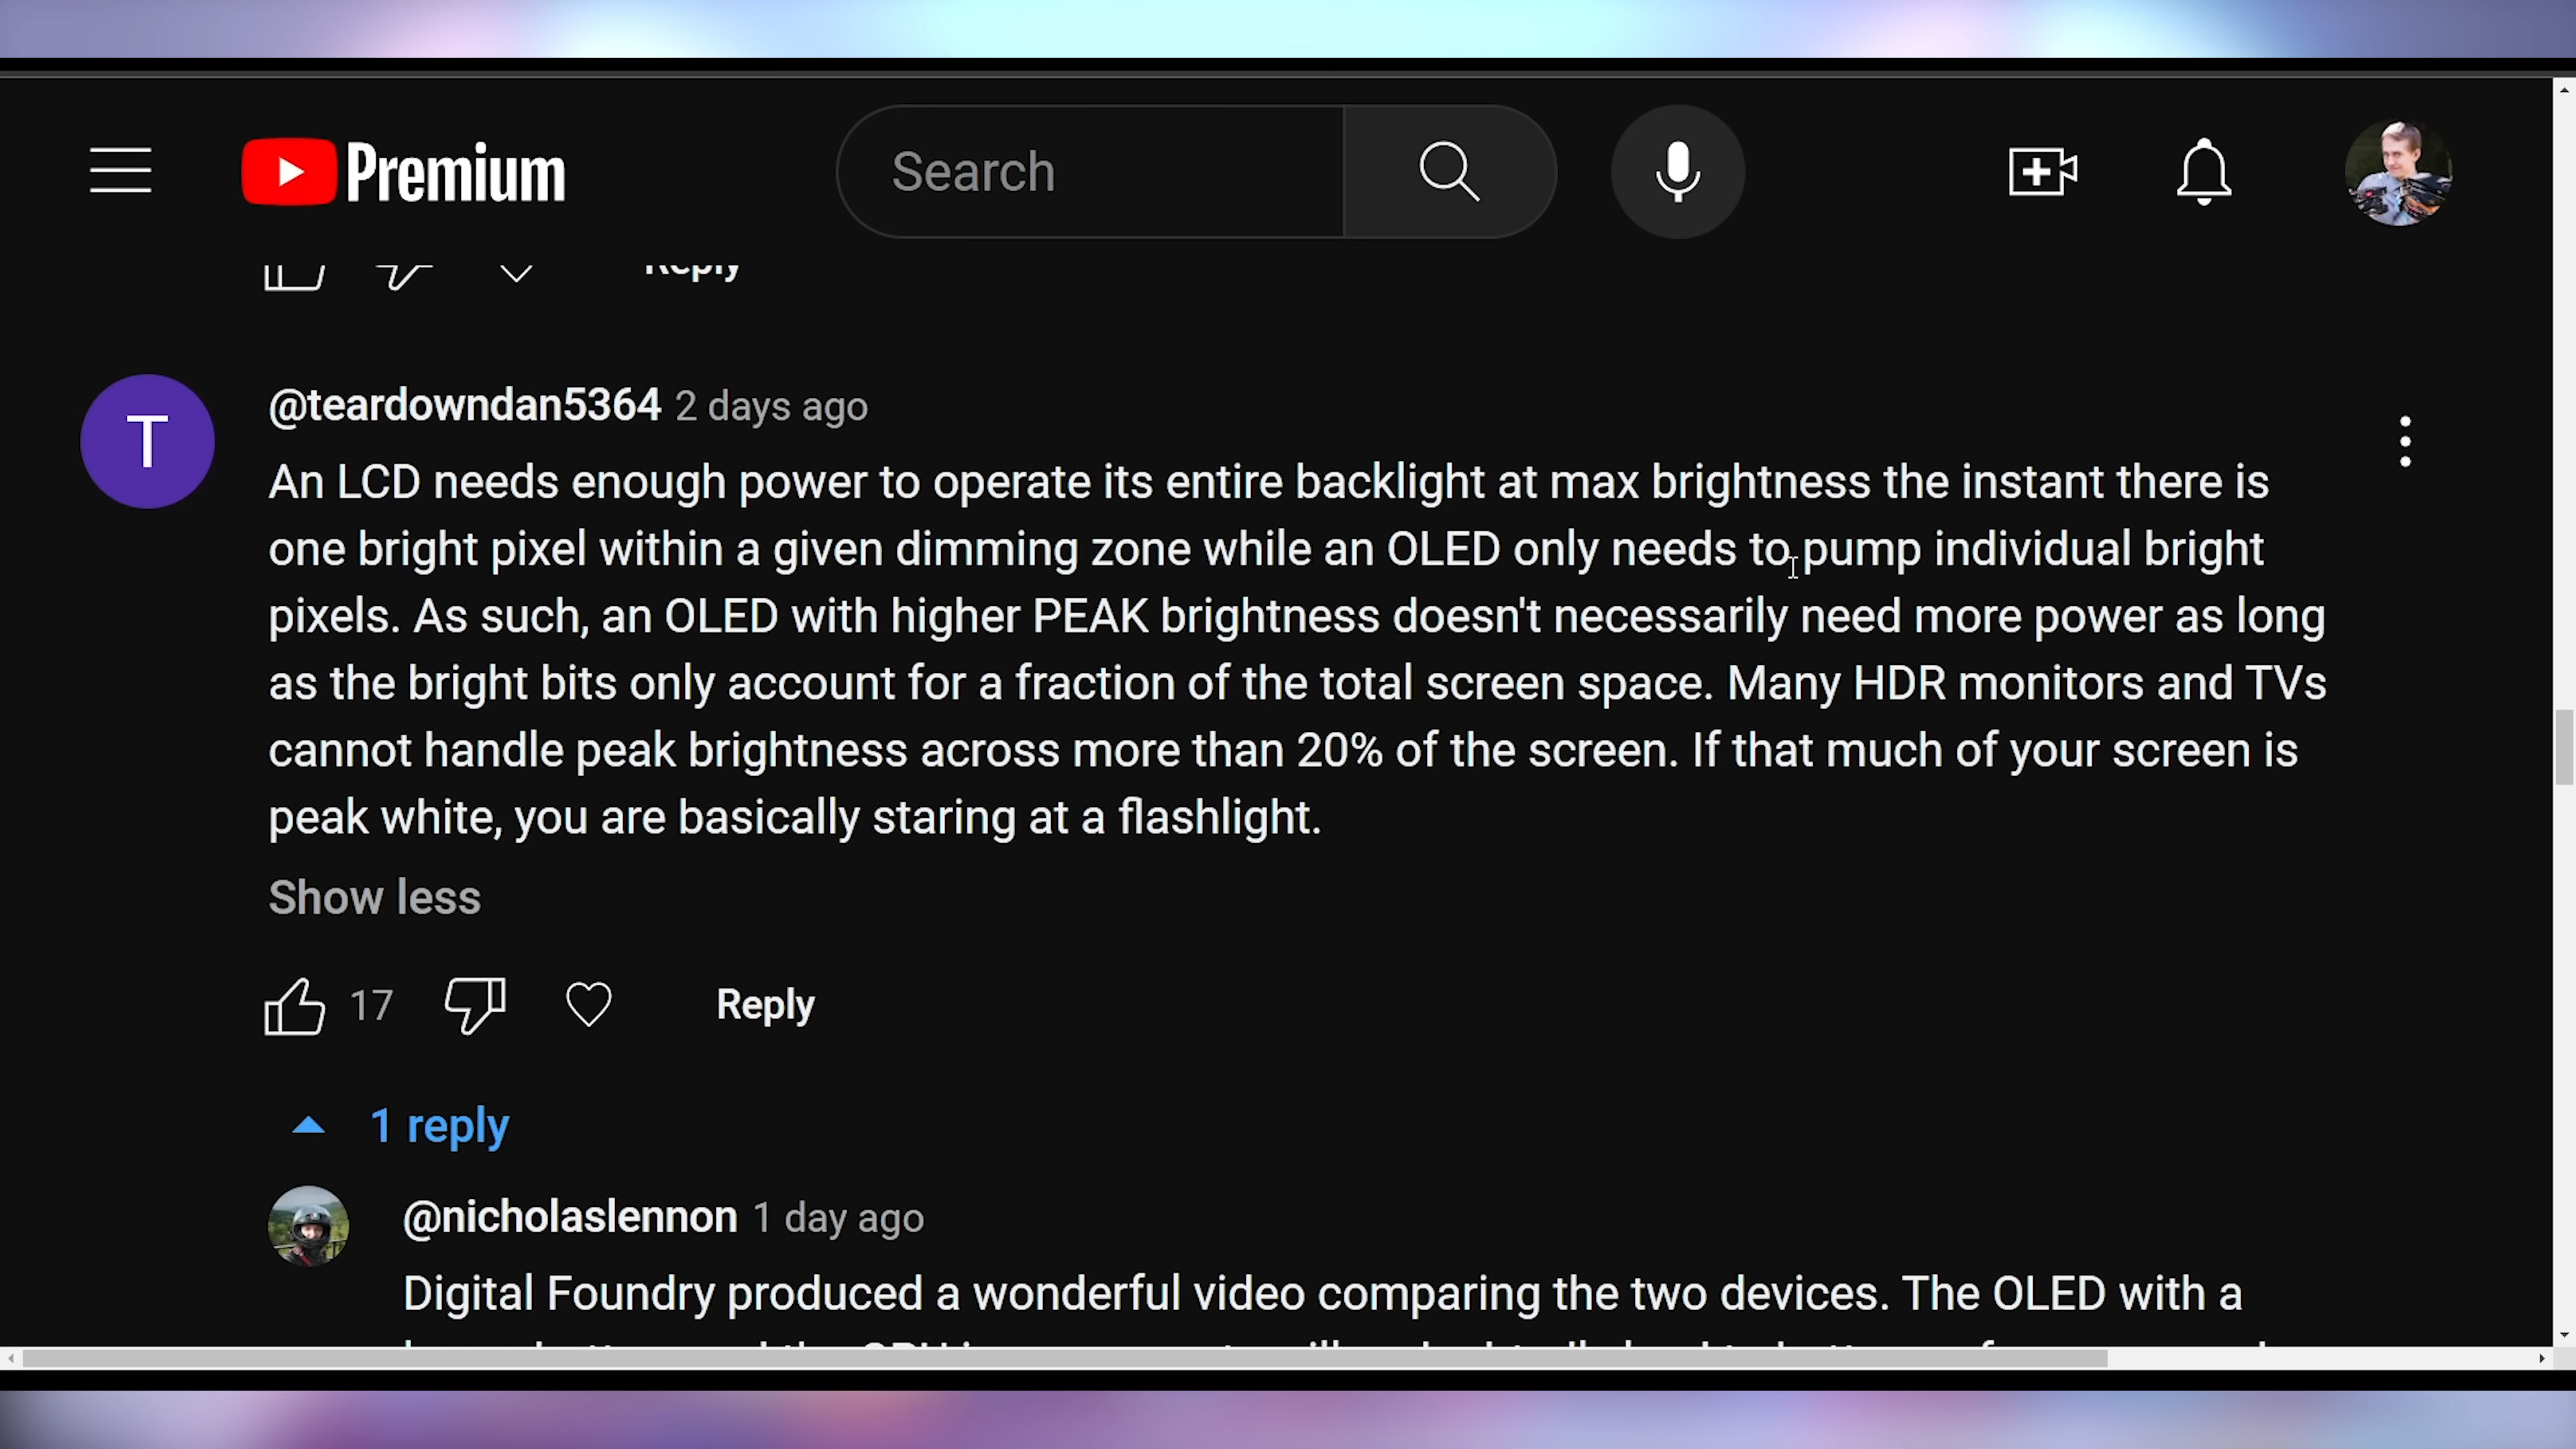 Premium
Search
Reply
T
@teardowndan5364 2 days ago
An LCD needs enough power to operate its entire backlight at max brightness the instant there is
one bright pixel within a given dimming zone while an OLED only needs to pump individual bright
pixels. As such, an OLED with higher PEAK brightness doesn't necessarily need more power as long
as the bright bits only account for a fraction of the total screen space. Many HDR monitors and TVs
cannot handle peak brightness across more than 20% of the screen. If that much of your screen is
peak white, you are basically staring at a flashlight.
Show less
17 Reply
1 reply
@nicholaslennon 1 day ago
Digital Foundry produced a wonderful video comparing the two devices. The OLED with a